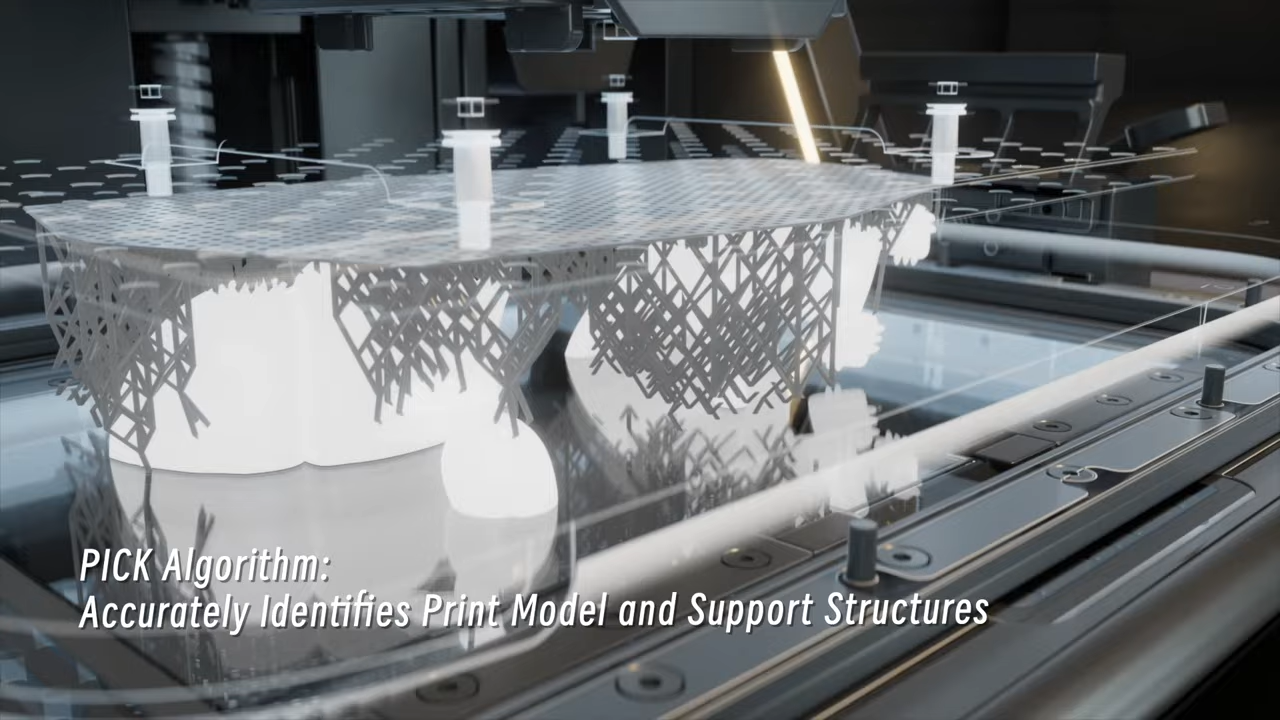 PICK Algorithm:
Accurately Identifies Print Model and Support Structures